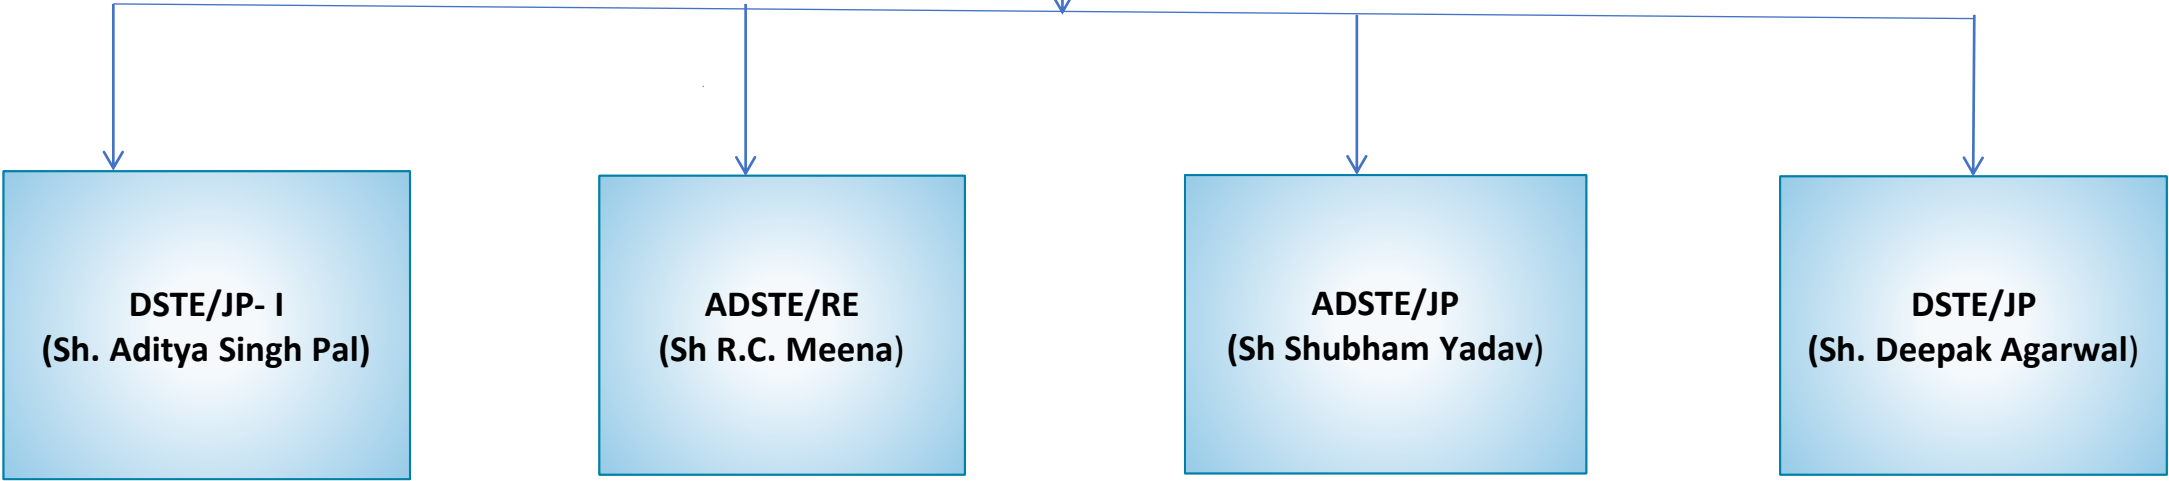 DSTE/JP- I
(Sh. Aditya Singh Pal)
ADSTE/RE
(Sh R.C. Meena)
ADSTE/JP
(Sh Shubham Yadav)
DSTE/JP
(Sh. Deepak Agarwal)